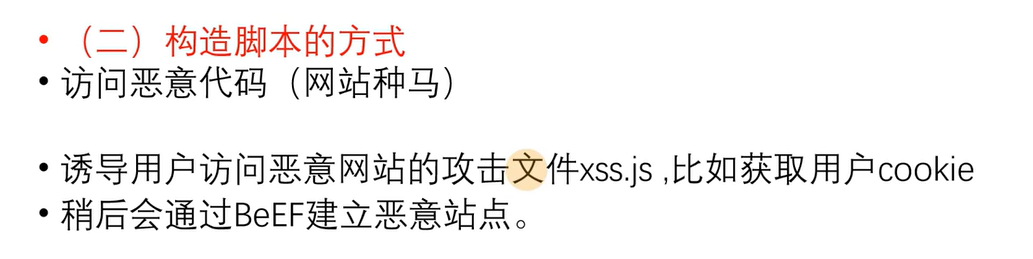 • （二）构造脚本的方式
• 访问恶意代码（网站种马）
• 诱导用户访问恶意网站的攻击文件xss.js ,比如获取用户cookie
• 稍后会通过BeEF建立恶意站点。